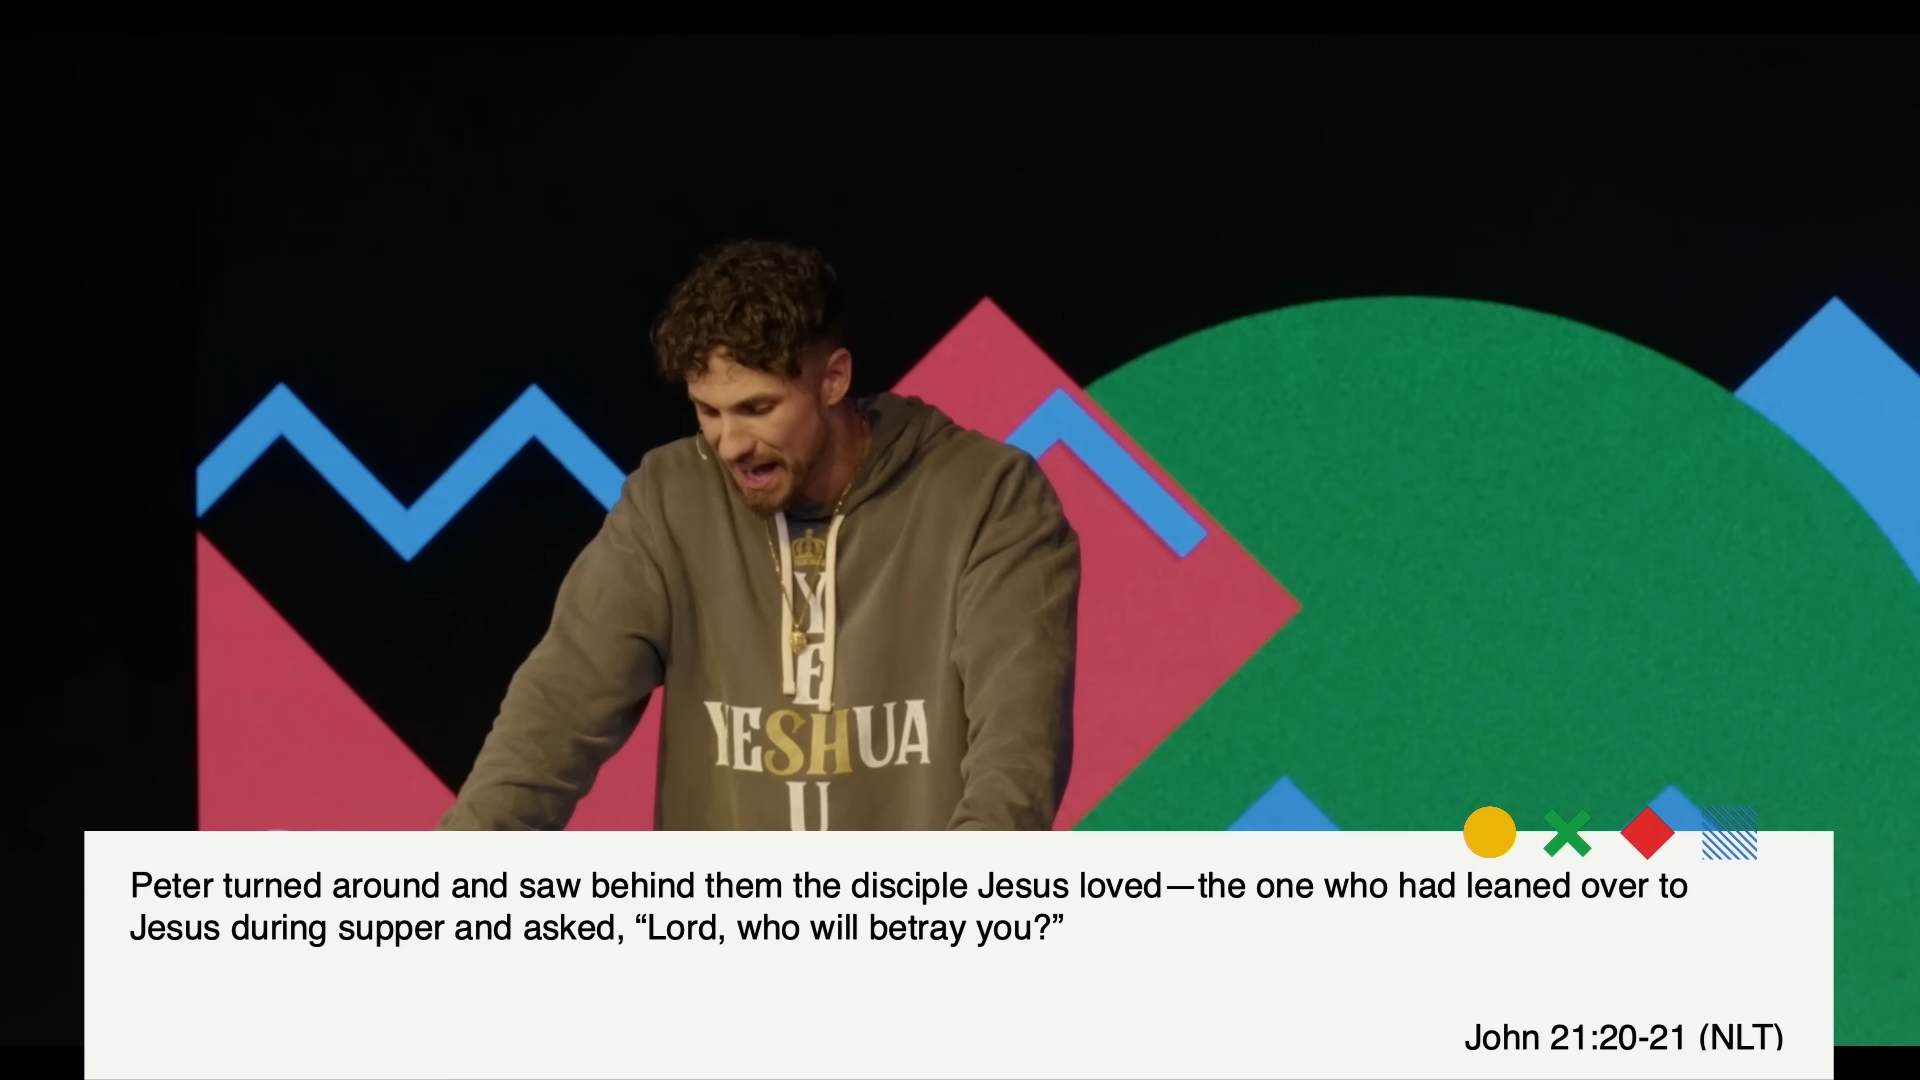 Y
E
YESHUA
U
Peter turned around and saw behind them the disciple Jesus loved—the one who had leaned over to
Jesus during supper and asked, “Lord, who will betray you?”
John 21:20-21 (NLT)